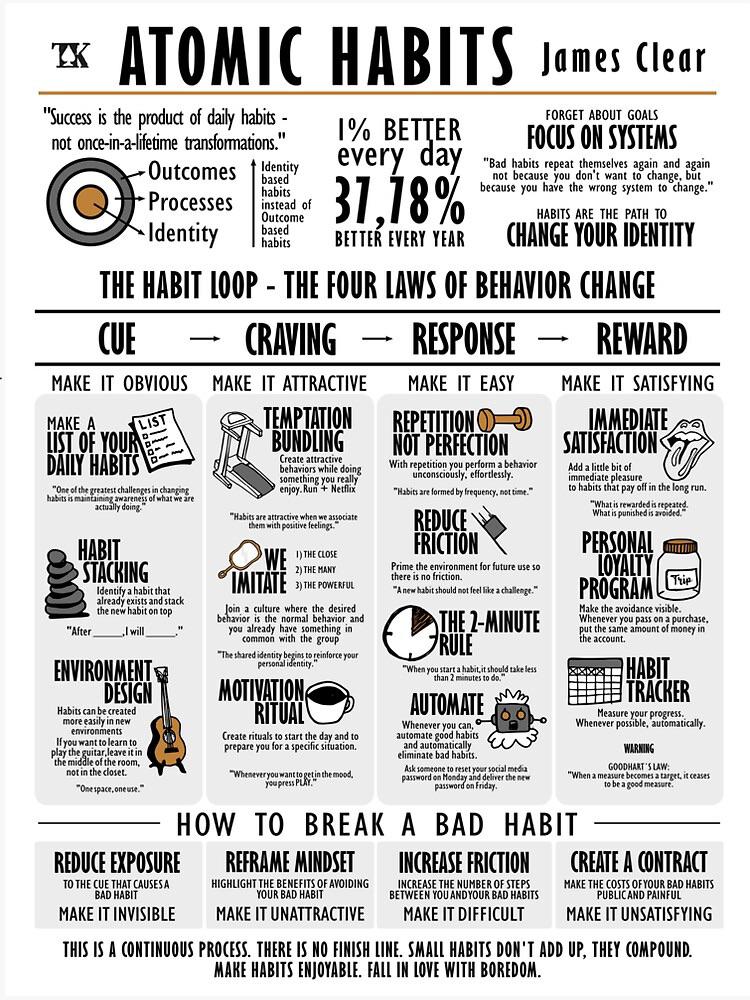 TK
ATOMIC HABITS
James Clear
"Success is the product of daily habits -
not once-in-a-lifetime transformations."
Outcomes
Processes
Identity
Identity
based
habits
instead of
Outcome
based
habits
1% BETTER
every day
37,78%
BETTER EVERY YEAR
FORGET ABOUT GOALS
FOCUS ON SYSTEMS
"Bad habits repeat themselves again and again
not because you don't want to change, but
because you have the wrong system to change."
HABITS ARE THE PATH TO
CHANGE YOUR IDENTITY
THE HABIT LOOP - THE FOUR LAWS OF BEHAVIOR CHANGE
CUE
CRAVING
RESPONSE
REWARD
MAKE IT OBVIOUS
MAKE IT ATTRACTIVE
MAKE IT EASY
MAKE IT SATISFYING
MAKE A
LIST OF YOUR
DAILY HABITS
LIST
"One of the greatest challenges in changing
habits is maintaining awareness of what we are
actually doing."
HABIT
STACKING
Identify a habit that
already exists and stack
the new habit on top
"After _____,I will _____."
ENVIRONMENT
DESIGN
Habits can be created
more easily in new
environments
If you want to learn to
play the guitar,leave it in
the middle of the room,
not in the closet.
"One space, one use."
TEMPTATION
BUNDLING
Create attractive
behaviors while doing
something you really
enjoy. Run + Netflix
"Habits are attractive when we associate
them with positive feelings."
WE
IMITATE
1) THE CLOSE
2) THE MANY
3) THE POWERFUL
Join a culture where the desired
behavior is the normal behavior and
you already have something in
common with the group
"The shared identity begins to reinforce your
personal identity."
MOTIVATION
RITUAL
Create rituals to start the day and to
prepare you for a specific situation.
"Whenever you want to get in the mood,
you press PLAY."
REPETITION
NOT PERFECTION
With repetition you perform a behavior
unconsciously, effortlessly.
"Habits are formed by frequency, not time."
REDUCE
FRICTION
Prime the environment for future use so
there is no friction.
"A new habit should not feel like a challenge."
THE 2-MINUTE
RULE
"When you start a habit,it should take less
than 2 minutes to do."
AUTOMATE
Whenever you can,
automate good habits
and automatically
eliminate bad habits.
Ask someone to reset your social media
password on Monday and deliver the new
password on Friday.
IMMEDIATE
SATISFACTION
Add a little bit of
immediate pleasure
to habits that pay off in the long run.
"What is rewarded is repeated.
What is punished is avoided."
PERSONAL
LOYALTY
PROGRAM
Trip
Make the avoidance visible.
Whenever you pass on a purchase,
put the same amount of money in
the account.
HABIT
TRACKER
Measure your progress.
Whenever possible, automatically.
WARNING
GOODHART´S LAW:
"When a measure becomes a target, it ceases
to be a good measure.
HOW TO BREAK A BAD HABIT
REDUCE EXPOSURE
TO THE CUE THAT CAUSES A
BAD HABIT
MAKE IT INVISIBLE
REFRAME MINDSET
HIGHLIGHT THE BENEFITS OF AVOIDING
YOUR BAD HABIT
MAKE IT UNATTRACTIVE
INCREASE FRICTION
INCREASE THE NUMBER OF STEPS
BETWEEN YOU AND YOUR BAD HABITS
MAKE IT DIFFICULT
CREATE A CONTRACT
MAKE THE COSTS OF YOUR BAD HABITS
PUBLIC AND PAINFUL
MAKE IT UNSATISFYING
THIS IS A CONTINUOUS PROCESS. THERE IS NO FINISH LINE. SMALL HABITS DON'T ADD UP, THEY COMPOUND.
MAKE HABITS ENJOYABLE. FALL IN LOVE WITH BOREDOM.